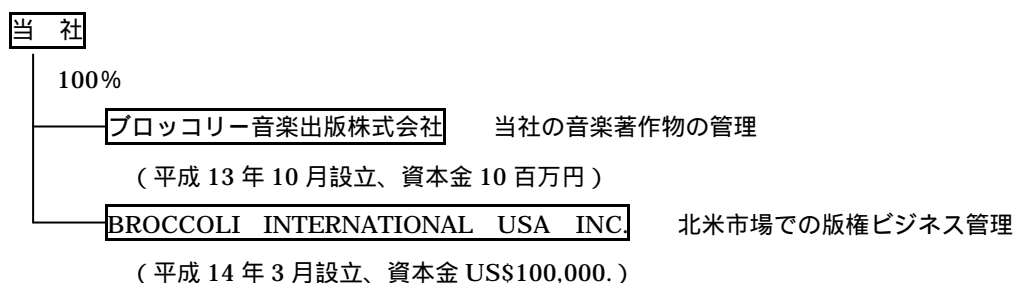 当 社
100%
ブロッコリー音楽出版株式会社 当社の音楽著作物の管理
（平成 13 年 10 月設立、資本金 10 百万円）
BROCCOLI INTERNATIONAL USA INC. 北米市場での版権ビジネス管理
（平成 14 年 3 月設立、資本金 US$100,000.）